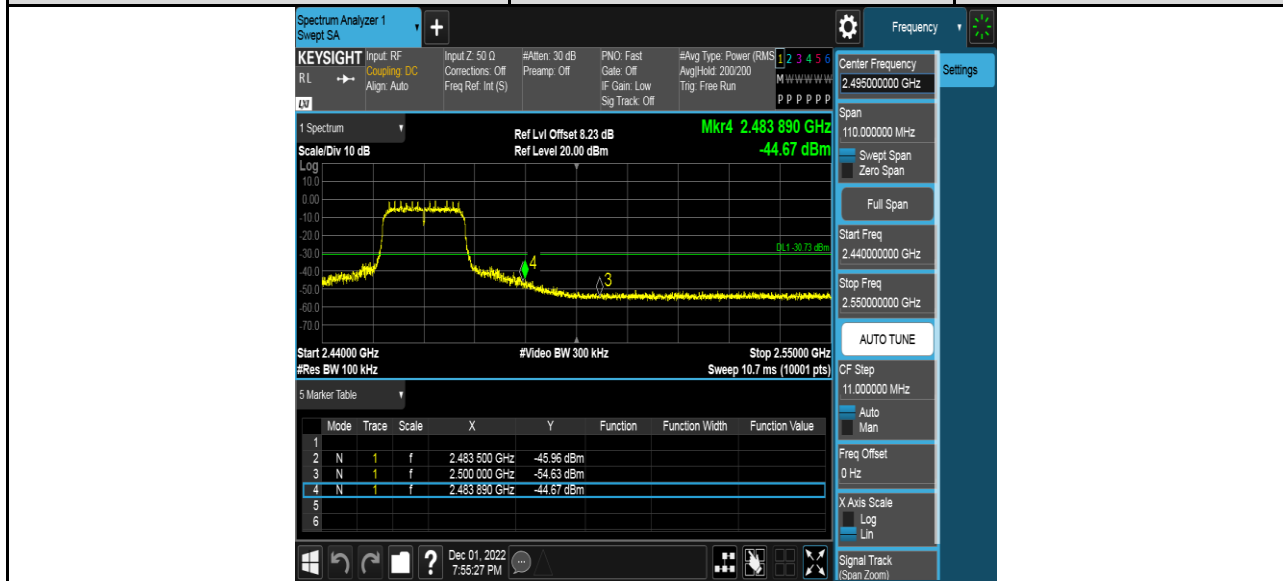 Spectrum Analyzer 1
Swept SA
+
Frequency
KEYSIGHT Input: RF
RL Coupling: DC
Align: Auto
LXI
Input Z: 50 Ω
Corrections: Off
Freq Ref: Int (S)
#Atten: 30 dB
Preamp: Off
PNO: Fast
Gate: Off
IF Gain: Low
Sig Track: Off
#Avg Type: Power (RMS
Avg|Hold: 200/200
Trig: Free Run
1 2 3 4 5 6
M W W W W W
P P P P P P
1 Spectrum
Scale/Div 10 dB
Ref Lvl Offset 8.23 dB
Ref Level 20.00 dBm
Mkr4 2.483 890 GHz
-44.67 dBm
Log
10.0
0.00
-10.0
-20.0
-30.0
-40.0
-50.0
-60.0
-70.0
DL1 -30.73 dBm
4
3
Start 2.44000 GHz
#Res BW 100 kHz
#Video BW 300 kHz
Stop 2.55000 GHz
Sweep 10.7 ms (10001 pts)
5 Marker Table
Mode Trace Scale X Y Function Function Width Function Value
1
2 N 1 f 2.483 500 GHz -45.96 dBm
3 N 1 f 2.500 000 GHz -54.63 dBm
4 N 1 f 2.483 890 GHz -44.67 dBm
5
6
?
Dec 01, 2022
7:55:27 PM
Center Frequency
2.495000000 GHz
Settings
Span
110.000000 MHz
Swept Span
Zero Span
Full Span
Start Freq
2.440000000 GHz
Stop Freq
2.550000000 GHz
AUTO TUNE
CF Step
11.000000 MHz
Auto
Man
Freq Offset
0 Hz
X Axis Scale
Log
Lin
Signal Track
(Span Zoom)